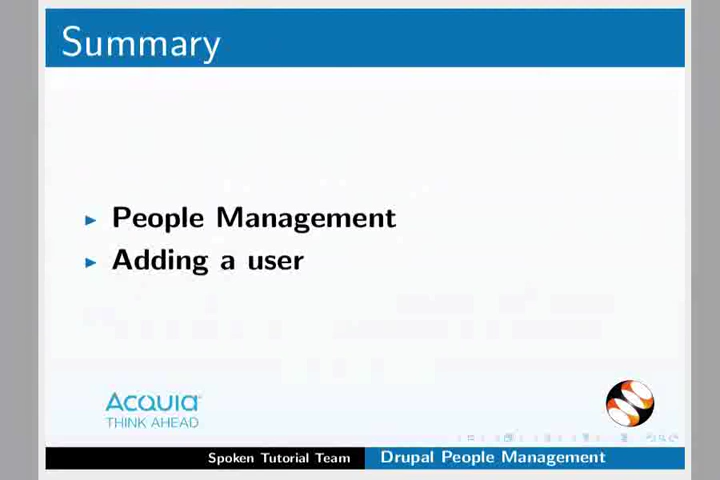 Summary
People Management
Adding a user
Acquia
THINK AHEAD
Spoken Tutorial Team
Drupal People Management